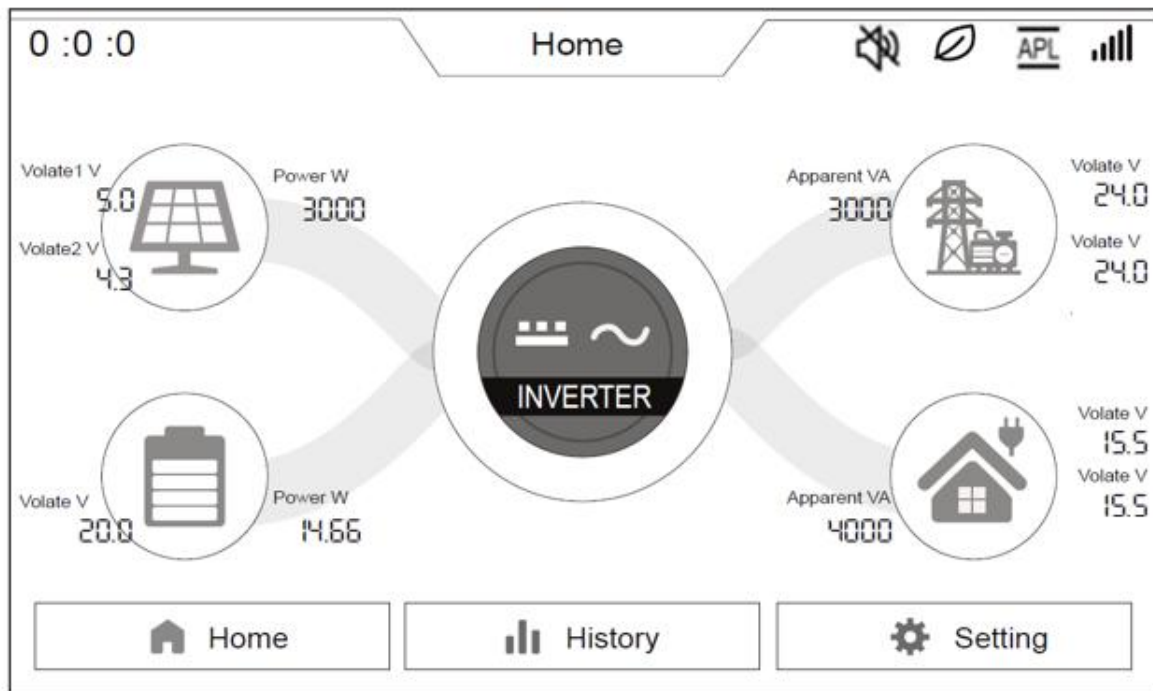 0 :0 :0
Home
APL
Volate1 V
5.0
Volate2 V
4.3
Power W
3000
Apparent VA
3000
Volate V
24.0
Volate V
24.0
INVERTER
Volate V
20.0
Power W
14.66
Apparent VA
4000
Volate V
15.5
Volate V
15.5
Home
History
Setting